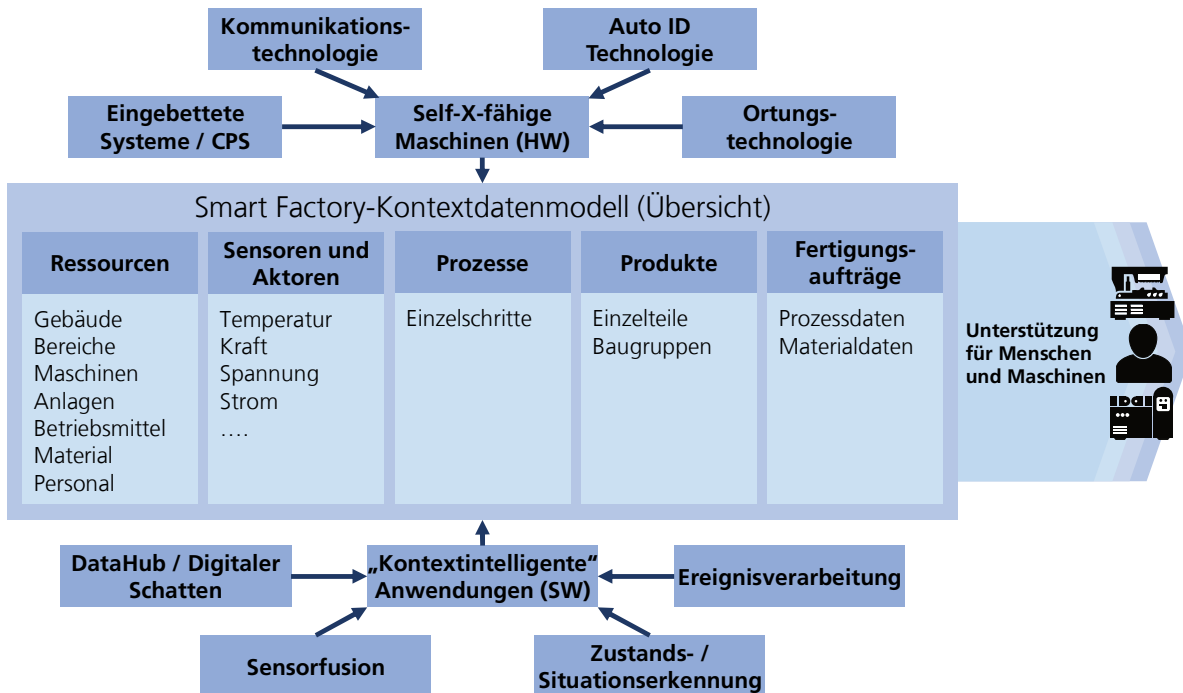 Kommunikations-
technologie
Auto ID
Technologie
Eingebettete
Systeme / CPS
Self-X-fähige
Maschinen (HW)
Ortungs-
technologie
Smart Factory-Kontextdatenmodell (Übersicht)
Ressourcen
Gebäude
Bereiche
Maschinen
Anlagen
Betriebsmittel
Material
Personal
Sensoren und
Aktoren
Temperatur
Kraft
Spannung
Strom
....
Prozesse
Einzelschritte
Produkte
Einzelteile
Baugruppen
Fertigungs-
aufträge
Prozessdaten
Materialdaten
Unterstützung
für Menschen
und Maschinen
DataHub / Digitaler
Schatten
„Kontextintelligente“
Anwendungen (SW)
Ereignisverarbeitung
Sensorfusion
Zustands- /
Situationserkennung